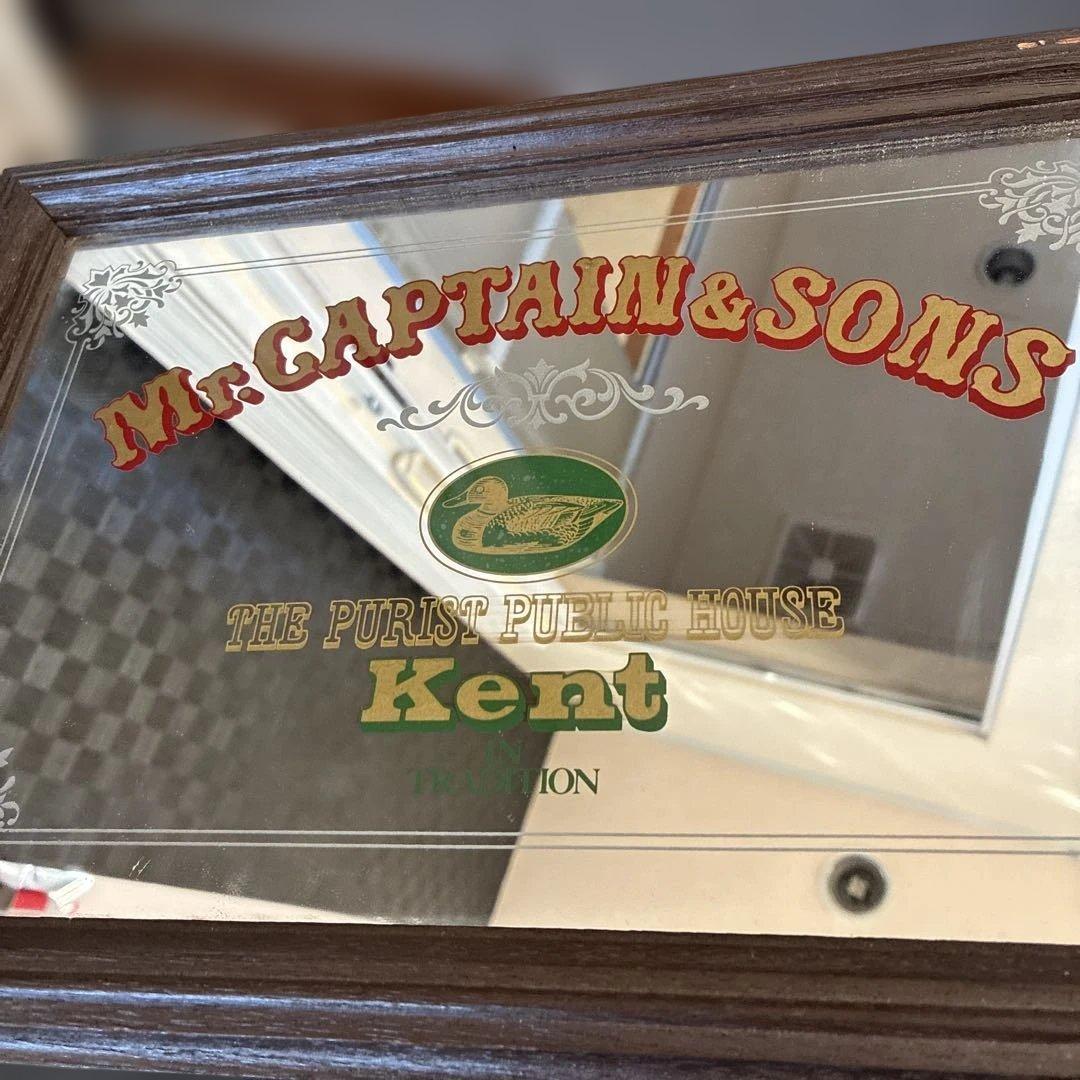 Mr. CAPTAIN & SONS
THE PURIST PUBLIC HOUSE
Kent
IN
TRADITION